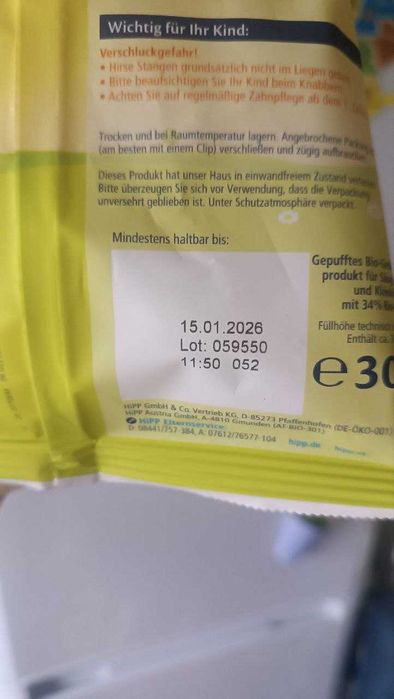 Wichtig für Ihr Kind:
Verschluckgefahr!
• Hirse Stangen grundsätzlich nicht im Liegen
• Bitte beaufsichtigen Sie Ihr Kind beim Knabbern
• Achten Sie auf regelmäßige Zahnpflege ab dem 1.
Trocken und bei Raumtemperatur lagern. Angebrochene
(am besten mit einem Clip) verschließen und zügig
Dieses Produkt hat unser Haus in einwandfreiem Zustand
Bitte überzeugen Sie sich vor Verwendung, dass die Verpackung
unversehrt geblieben ist. Unter Schutzatmosphäre verpackt.
Mindestens haltbar bis:
15.01.2026
Lot: 059550
11:50 052
Gepufftes Bio-
produkt für
und
mit 34%
Füllhöhe technisch
Enthält ca.
e 30
HiPP GmbH & Co. Vertrieb KG, D-85273 Pfaffenhofen (DE-ÖKO-001)
HiPP Austria GmbH, A-4810 Gmunden (AT-BIO-301)
HiPP Elternservice:
D: 08441/757-384, A: 07612/76577-104 hipp.de